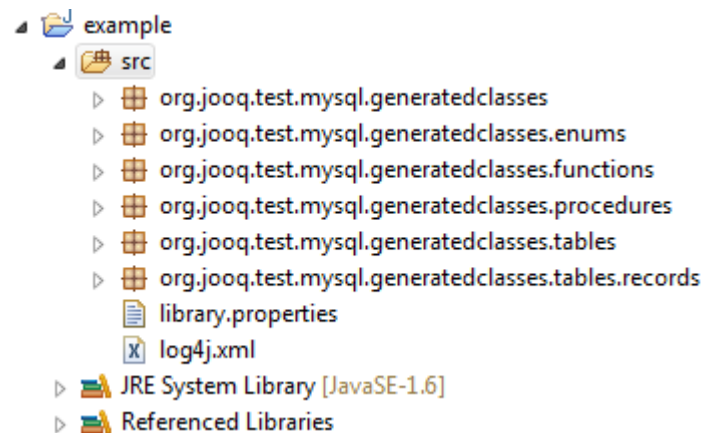 example
src
org.jooq.test.mysql.generatedclasses
org.jooq.test.mysql.generatedclasses.enums
org.jooq.test.mysql.generatedclasses.functions
org.jooq.test.mysql.generatedclasses.procedures
org.jooq.test.mysql.generatedclasses.tables
org.jooq.test.mysql.generatedclasses.tables.records
library.properties
log4j.xml
JRE System Library [JavaSE-1.6]
Referenced Libraries